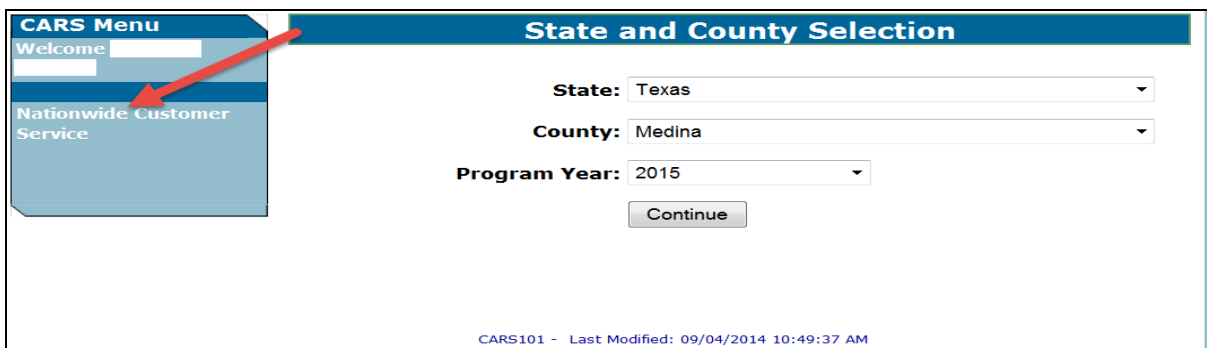 CARS Menu
Welcome
Nationwide Customer
Service
State and County Selection
State: Texas
County: Medina
Program Year: 2015
Continue
CARS101 - Last Modified: 09/04/2014 10:49:37 AM